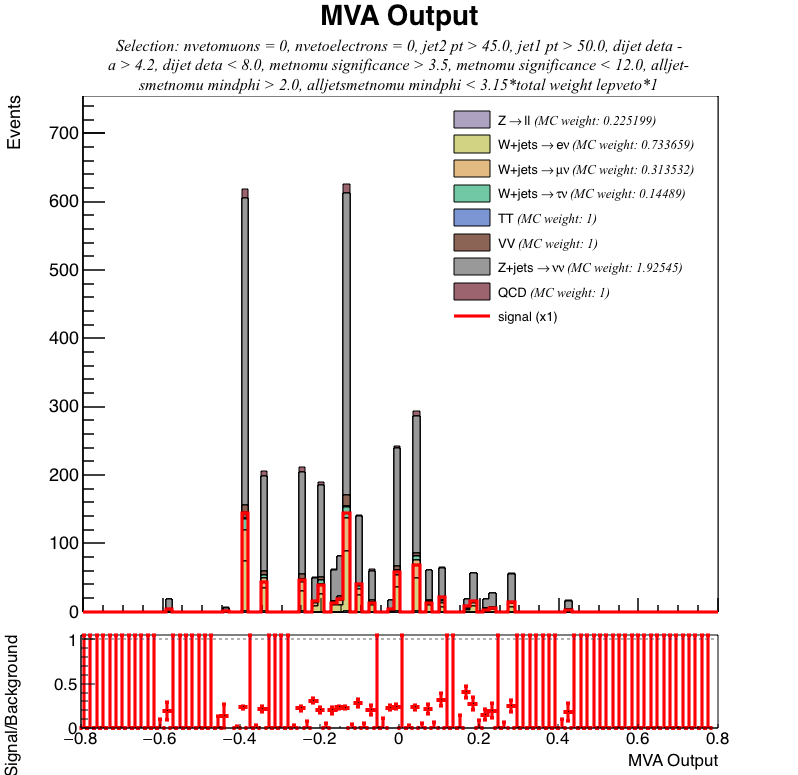 MVA Output
Selection: nvetomuons = 0, nvetoelectrons = 0, jet2 pt > 45.0, jet1 pt > 50.0, dijet deta -
a > 4.2, dijet deta < 8.0, metnomu significance > 3.5, metnomu significance < 12.0, alljet-
smetnomu mindphi > 2.0, alljetsmetnomu mindphi < 3.15*total weight lepveto*1
Events
700
600
500
400
300
200
100
0
Z→ll (MC weight: 0.225199)
W+jets→eν (MC weight: 0.733659)
W+jets→μν (MC weight: 0.313532)
W+jets→τν (MC weight: 0.14489)
TT (MC weight: 1)
VV (MC weight: 1)
Z+jets→νν (MC weight: 1.92545)
QCD (MC weight: 1)
signal (x1)
Signal/Background
1
0.5
0
−0.8 −0.6 −0.4 −0.2 0 0.2 0.4 0.6 0.8
MVA Output